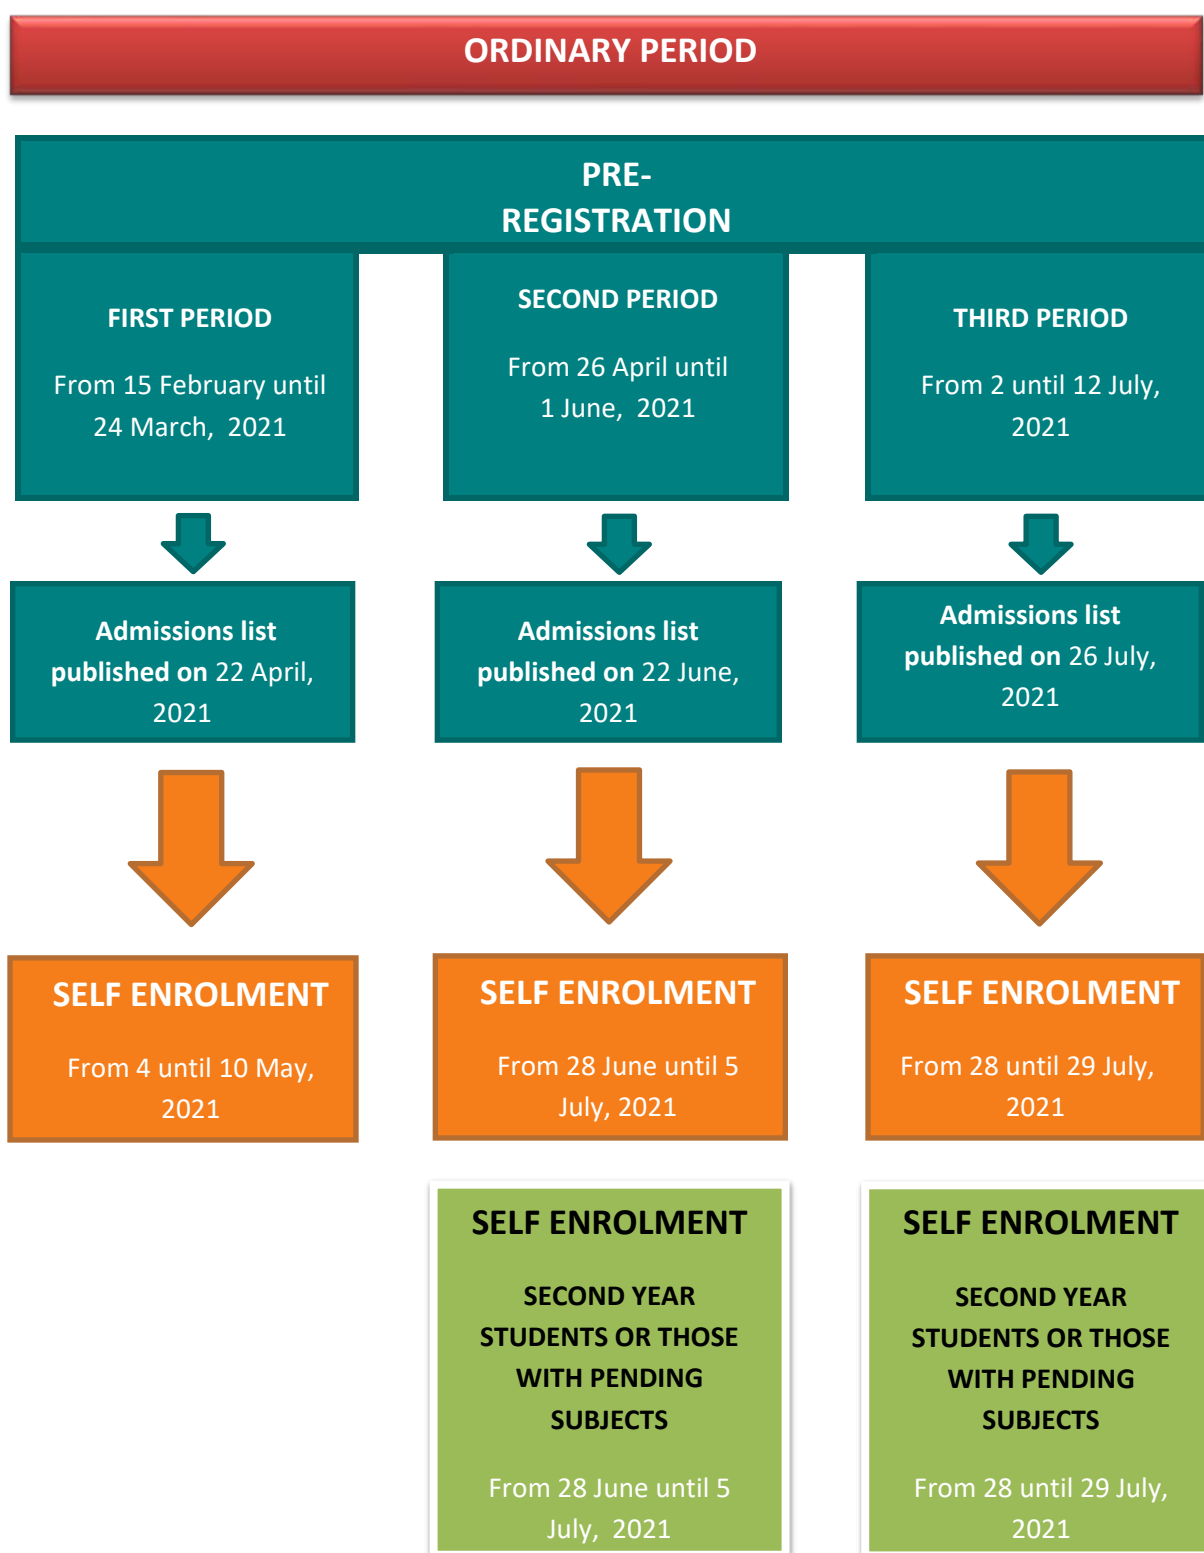 ORDINARY PERIOD
PRE-
REGISTRATION
FIRST PERIOD
From 15 February until
24 March,  2021
SECOND PERIOD
From 26 April until
1 June,  2021
THIRD PERIOD
From 2 until 12 July,
2021
Admissions list
published on 22 April,
2021
Admissions list
published on 22 June,
2021
Admissions list
published on 26 July,
2021
SELF ENROLMENT
From 4 until 10 May,
2021
SELF ENROLMENT
From 28 June until 5
July, 2021
SELF ENROLMENT
From 28 until 29 July,
2021
SELF ENROLMENT
SECOND YEAR
STUDENTS OR THOSE
WITH PENDING
SUBJECTS
From 28 June until 5
July,  2021
SELF ENROLMENT
SECOND YEAR
STUDENTS OR THOSE
WITH PENDING
SUBJECTS
From 28 until 29 July,
2021